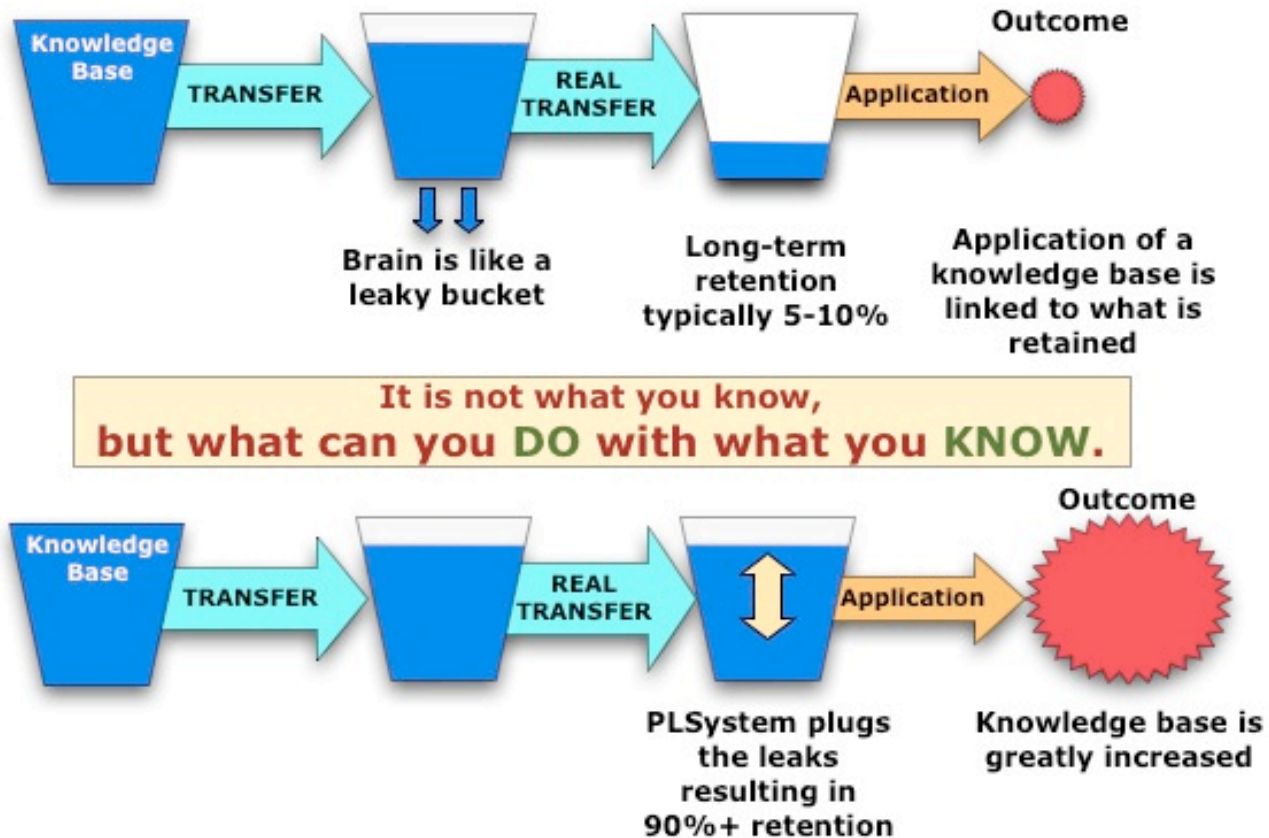 Knowledge
Base
TRANSFER
REAL
TRANSFER
Application
Outcome
Brain is like a
leaky bucket
Long-term
retention
typically 5-10%
Application of a
knowledge base is
linked to what is
retained
It is not what you know,
but what can you DO with what you KNOW.
Knowledge
Base
TRANSFER
REAL
TRANSFER
Application
Outcome
PLSystem plugs
the leaks
resulting in
90%+ retention
Knowledge base is
greatly increased